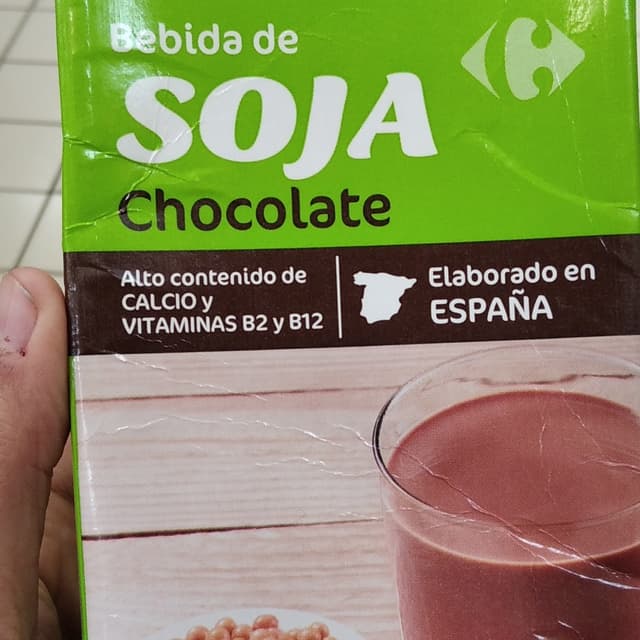 Bebida de
SOJA
Chocolate
Alto contenido de
CALCIO y
VITAMINAS B2 y B12
Elaborado en
ESPAÑA